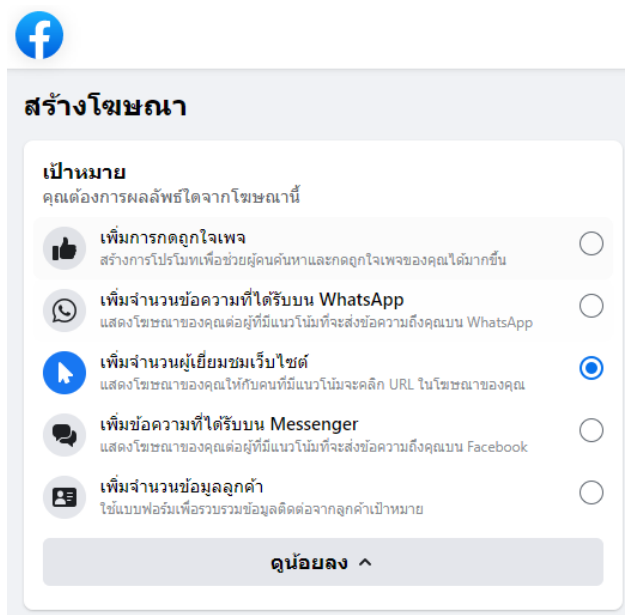 สร้างโฆษณา
เป้าหมาย
คุณต้องการผลลัพธ์ใดจากโฆษณานี้
เพิ่มการกดถูกใจเพจ
สร้างการโปรโมทเพื่อช่วยผู้คนค้นหาและกดถูกใจเพจของคุณได้มากขึ้น
เพิ่มจำนวนข้อความที่ได้รับบน WhatsApp
แสดงโฆษณาของคุณต่อผู้ที่มีแนวโน้มที่จะส่งข้อความถึงคุณบน WhatsApp
เพิ่มจำนวนผู้เยี่ยมชมเว็บไซต์
แสดงโฆษณาของคุณให้กับคนที่มีแนวโน้มจะคลิก URL ในโฆษณาของคุณ
เพิ่มข้อความที่ได้รับบน Messenger
แสดงโฆษณาของคุณต่อผู้ที่มีแนวโน้มที่จะส่งข้อความถึงคุณบน Facebook
เพิ่มจำนวนข้อมูลลูกค้า
ใช้แบบฟอร์มเพื่อรวบรวมข้อมูลติดต่อจากลูกค้าเป้าหมาย
ดูน้อยลง